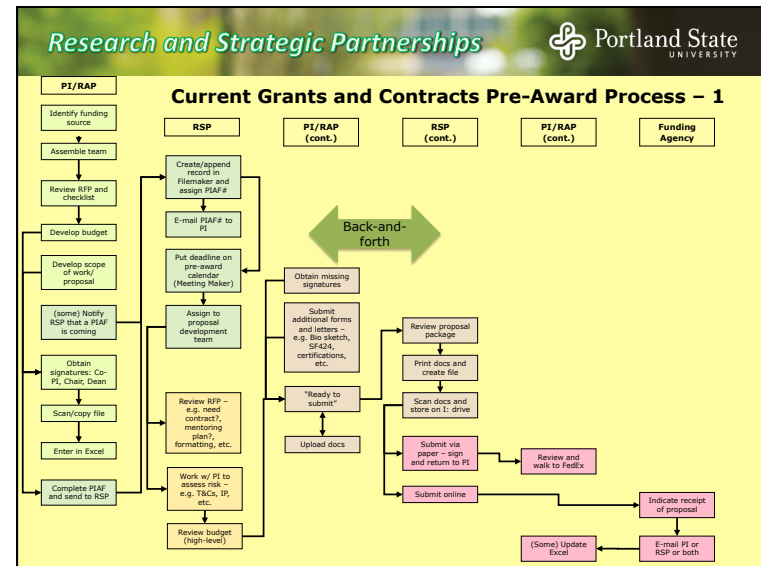 Research and Strategic Partnerships
Portland State
UNIVERSITY
Current Grants and Contracts Pre-Award Process – 1
PI/RAP
Identify funding
source
Assemble team
Review RFP and
checklist
Develop budget
Develop scope
of work/
proposal
(some) Notify
RSP that a PIAF
is coming
Obtain
signatures: Co-
PI, Chair, Dean
Scan/copy file
Enter in Excel
Complete PIAF
and send to RSP
RSP
Create/append
record in
Filemaker and
assign PIAF#
E-mail PIAF# to
PI
Put deadline on
pre-award
calendar
(Meeting Maker)
Assign to
proposal
development
team
Review RFP –
e.g. need
contract?,
mentoring
plan?,
formatting, etc.
Work w/ PI to
assess risk –
e.g. T&Cs, IP,
etc.
Review budget
(high-level)
PI/RAP
(cont.)
Back-and-
forth
Obtain missing
signatures
Submit
additional forms
and letters –
e.g. Bio sketch,
SF424,
certifications,
etc.
"Ready to
submit"
Upload docs
RSP
(cont.)
Review proposal
package
Print docs and
create file
Scan docs and
store on I: drive
Submit via
paper – sign
and return to PI
Submit online
PI/RAP
(cont.)
Review and
walk to FedEx
(Some) Update
Excel
Funding
Agency
Indicate receipt
of proposal
E-mail PI or
RSP or both